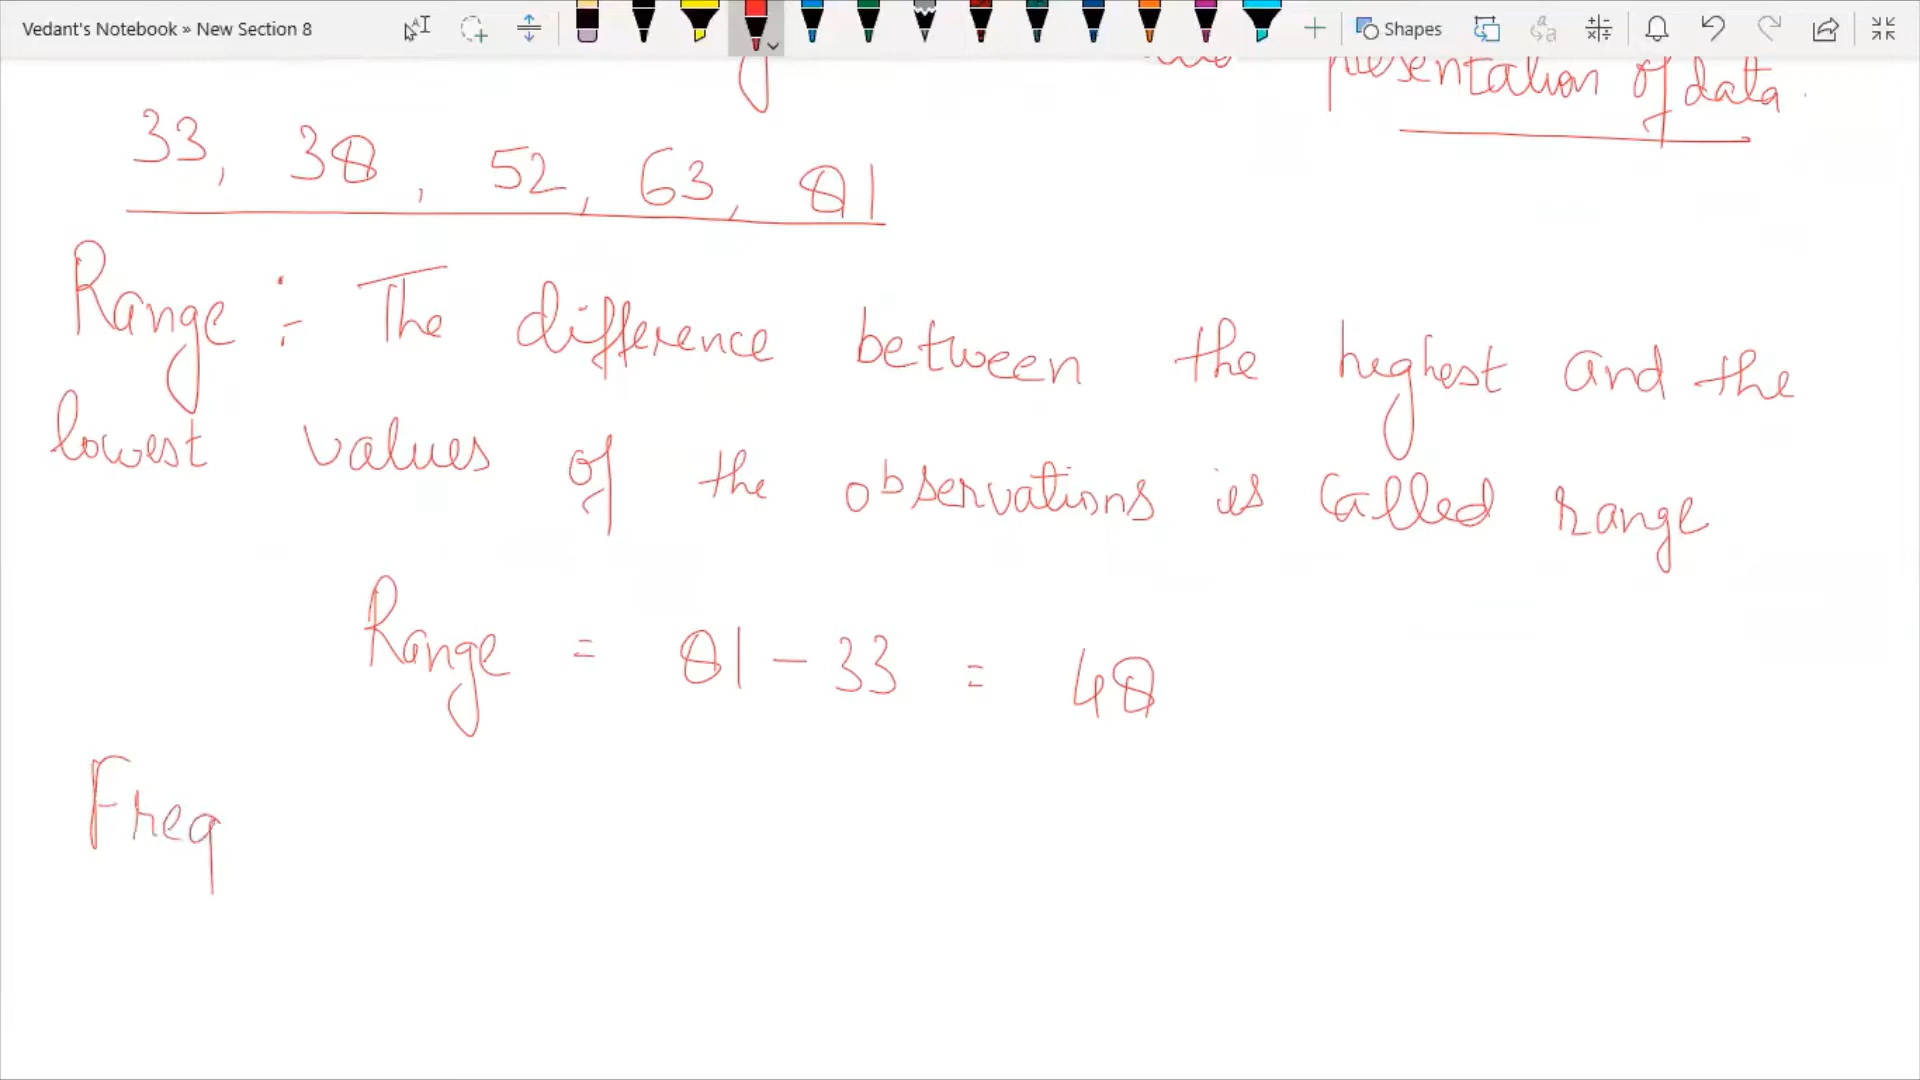 Vedant's Notebook » New Section 8
Shapes
presentation of data
33, 38, 52, 63, 81
Range :- The difference between the highest and the
lowest values of the observations is called range
Range = 81 - 33 = 48
Freq